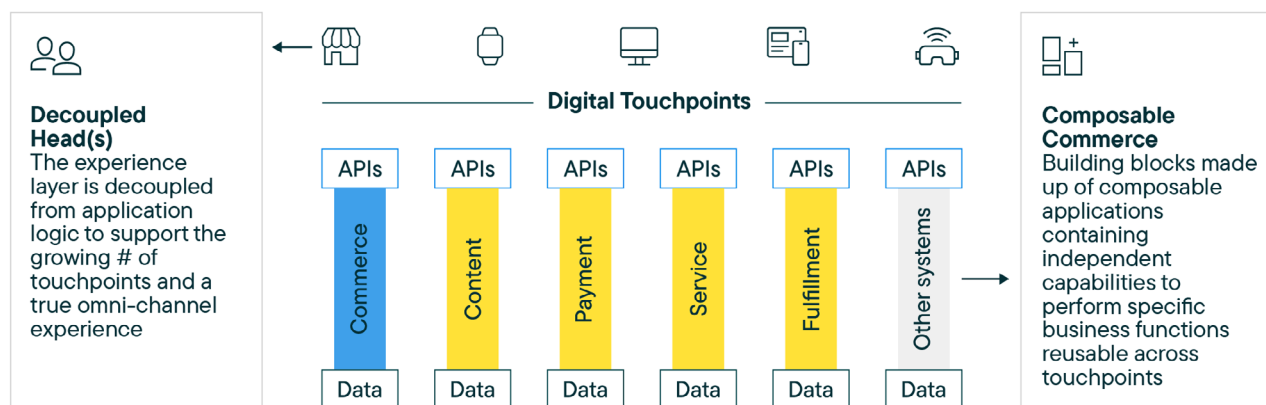 Decoupled
Head(s)
The experience
layer is decoupled
from application
logic to support the
growing # of
touchpoints and a
true omni-channel
experience
Digital Touchpoints
APIs
APIs
APIs
APIs
APIs
APIs
Commerce
Content
Payment
Service
Fulfillment
Other systems
Data
Data
Data
Data
Data
Data
Composable
Commerce
Building blocks made
up of composable
applications
containing
independent
capabilities to
perform specific
business functions
reusable across
touchpoints